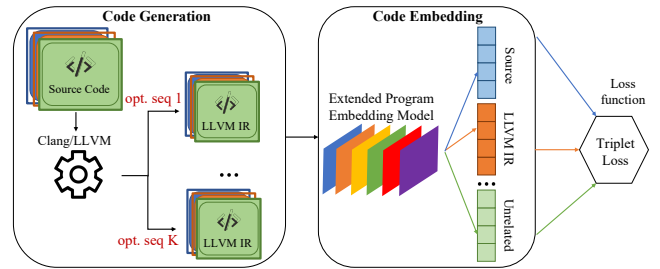 Code Generation
Source Code
Clang/LLVM
opt. seq 1
LLVM IR
...
opt. seq K
LLVM IR
Code Embedding
Extended Program
Embedding Model
Source
LLVM IR
...
Unrelated
Loss
function
Triplet
Loss